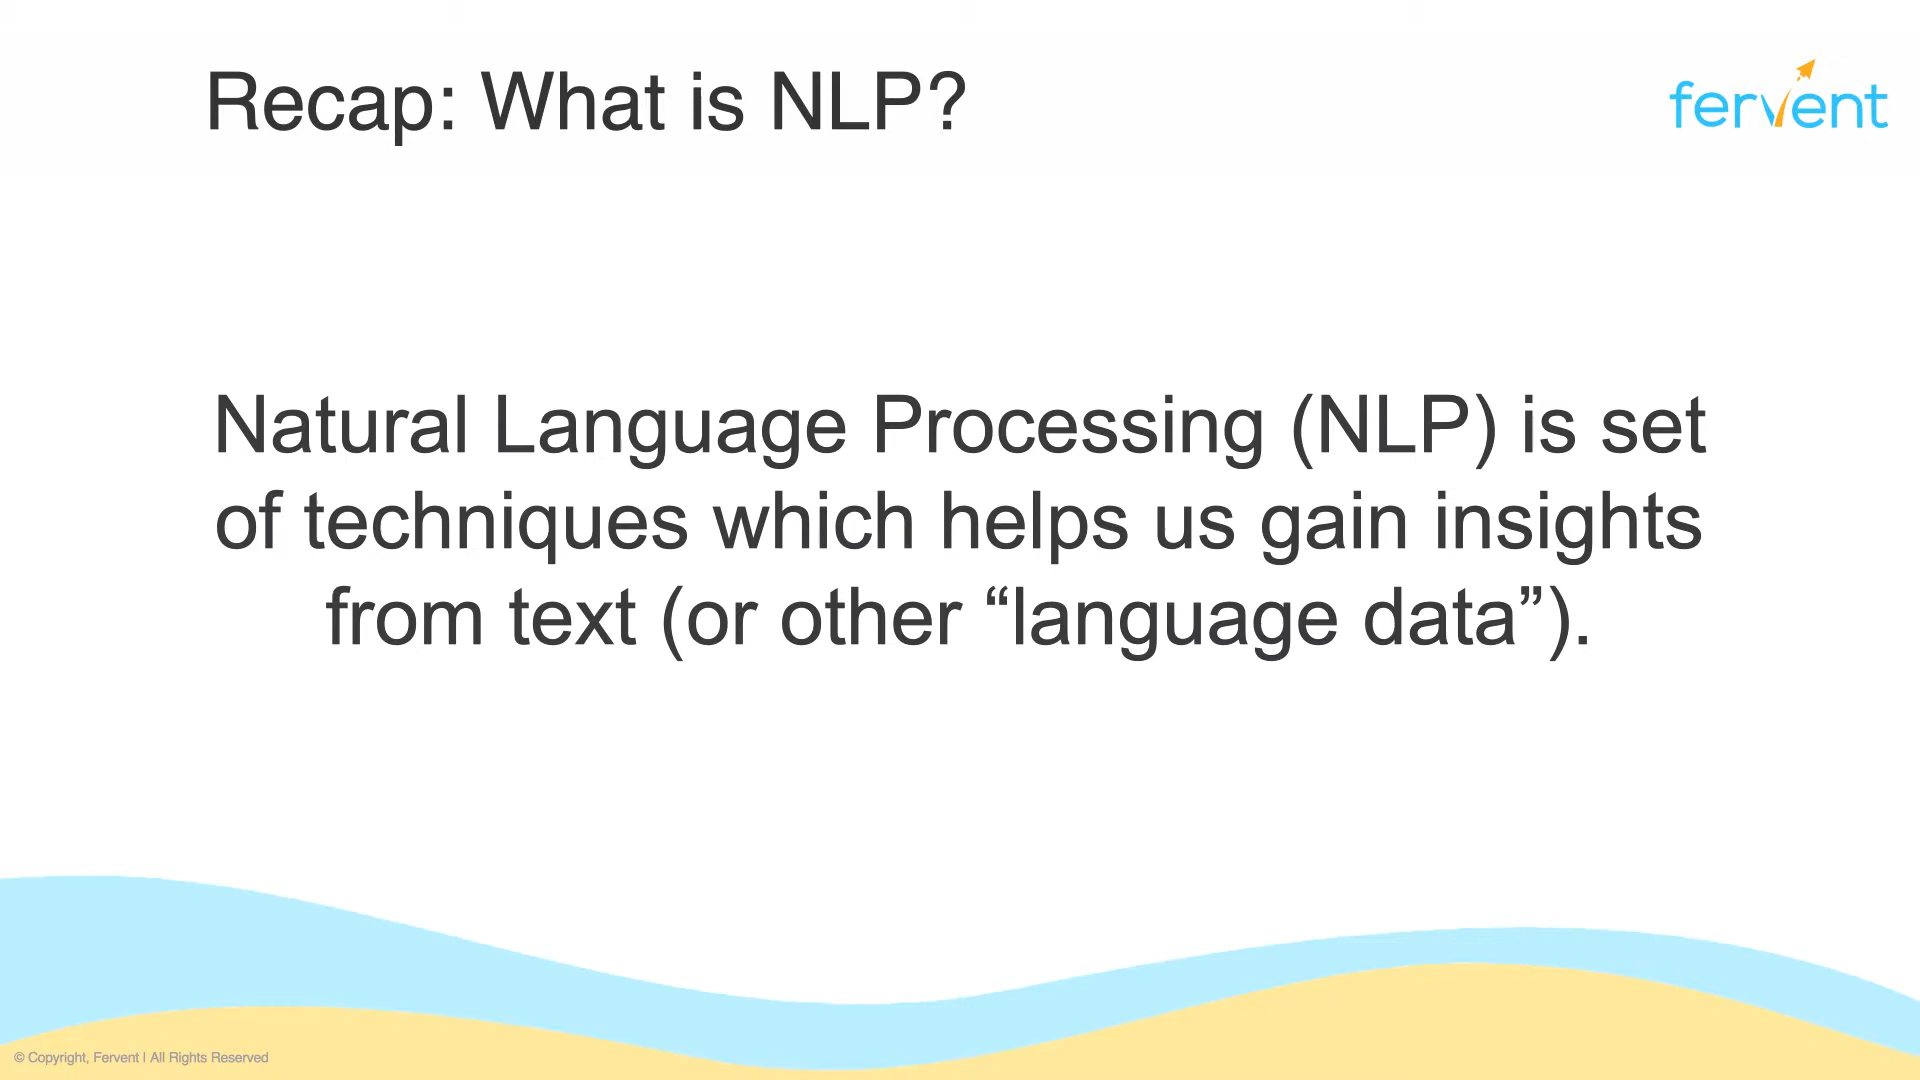 Recap: What is NLP?
fervent
Natural Language Processing (NLP) is set
of techniques which helps us gain insights
from text (or other “language data”).
© Copyright, Fervent | All Rights Reserved